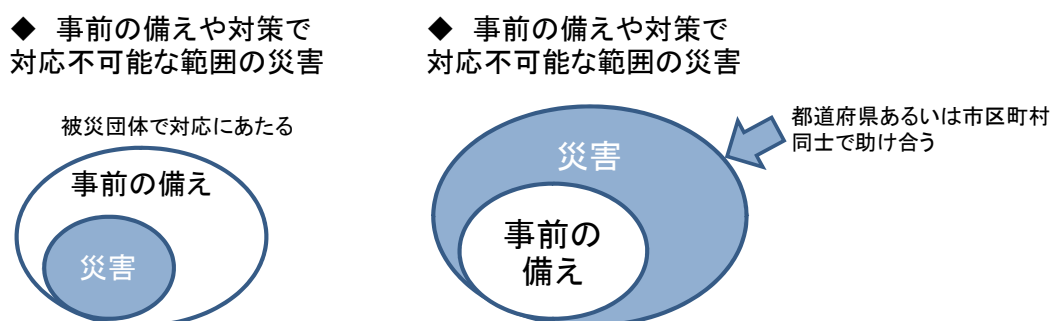 ◆ 事前の備えや対策で
対応不可能な範囲の災害
被災団体で対応にあたる
事前の備え
災害
◆ 事前の備えや対策で
対応不可能な範囲の災害
都道府県あるいは市区町村
同士で助け合う
災害
事前の
備え